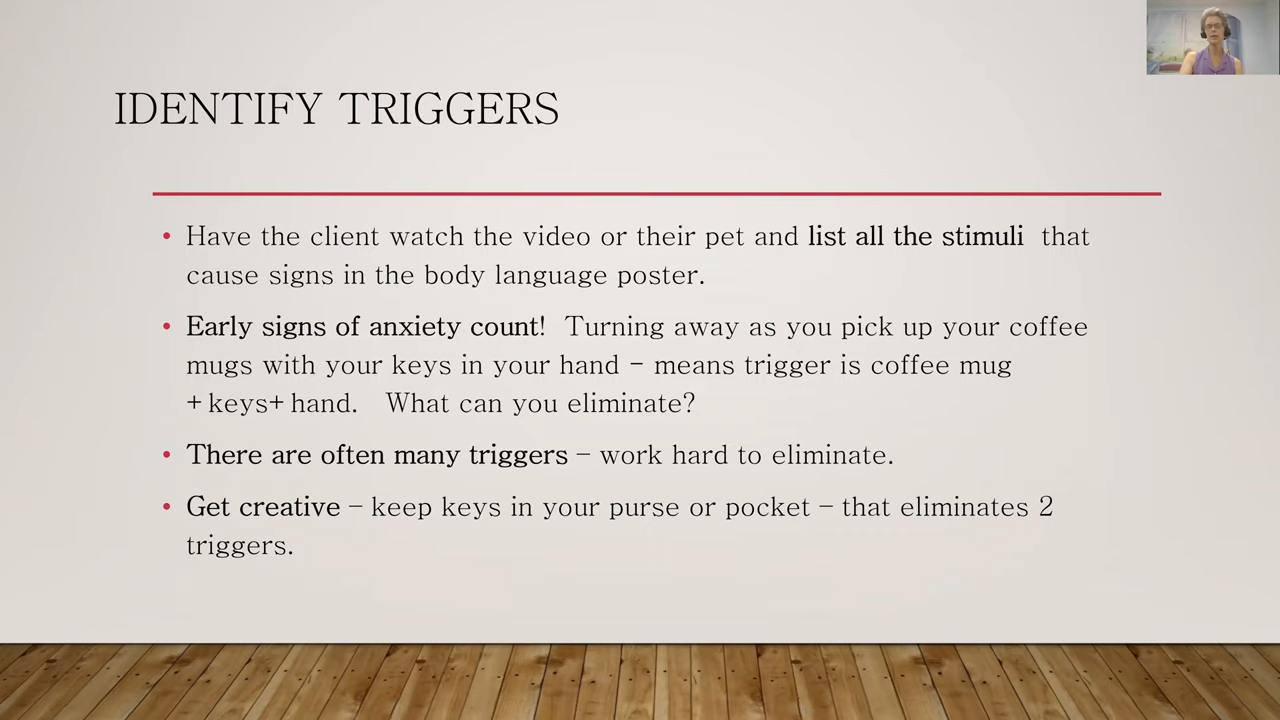 IDENTIFY TRIGGERS
• Have the client watch the video or their pet and list all the stimuli that
cause signs in the body language poster.
• Early signs of anxiety count! Turning away as you pick up your coffee
mugs with your keys in your hand – means trigger is coffee mug
+keys+ hand. What can you eliminate?
• There are often many triggers – work hard to eliminate.
• Get creative – keep keys in your purse or pocket – that eliminates 2
triggers.